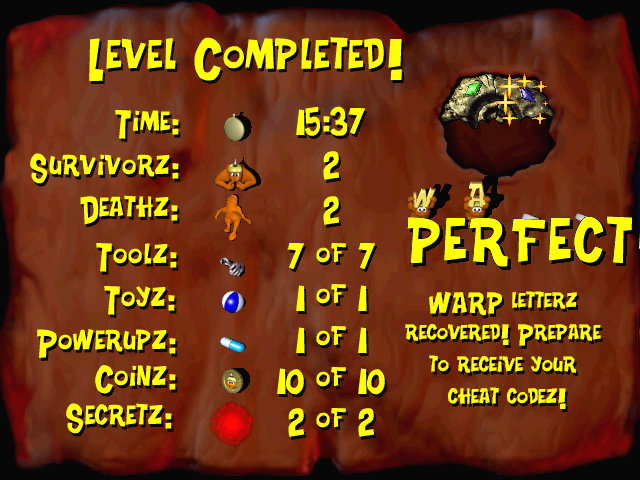 Level Completed!
Time: 15:37
Survivorz: 2
Deathz: 2
Toolz: 7 of 7
Toyz: 1 of 1
Powerupz: 1 of 1
Coinz: 10 of 10
Secretz: 2 of 2
W A
PERFECT
WARP letterz
recovered! Prepare
to receive your
cheat codez!